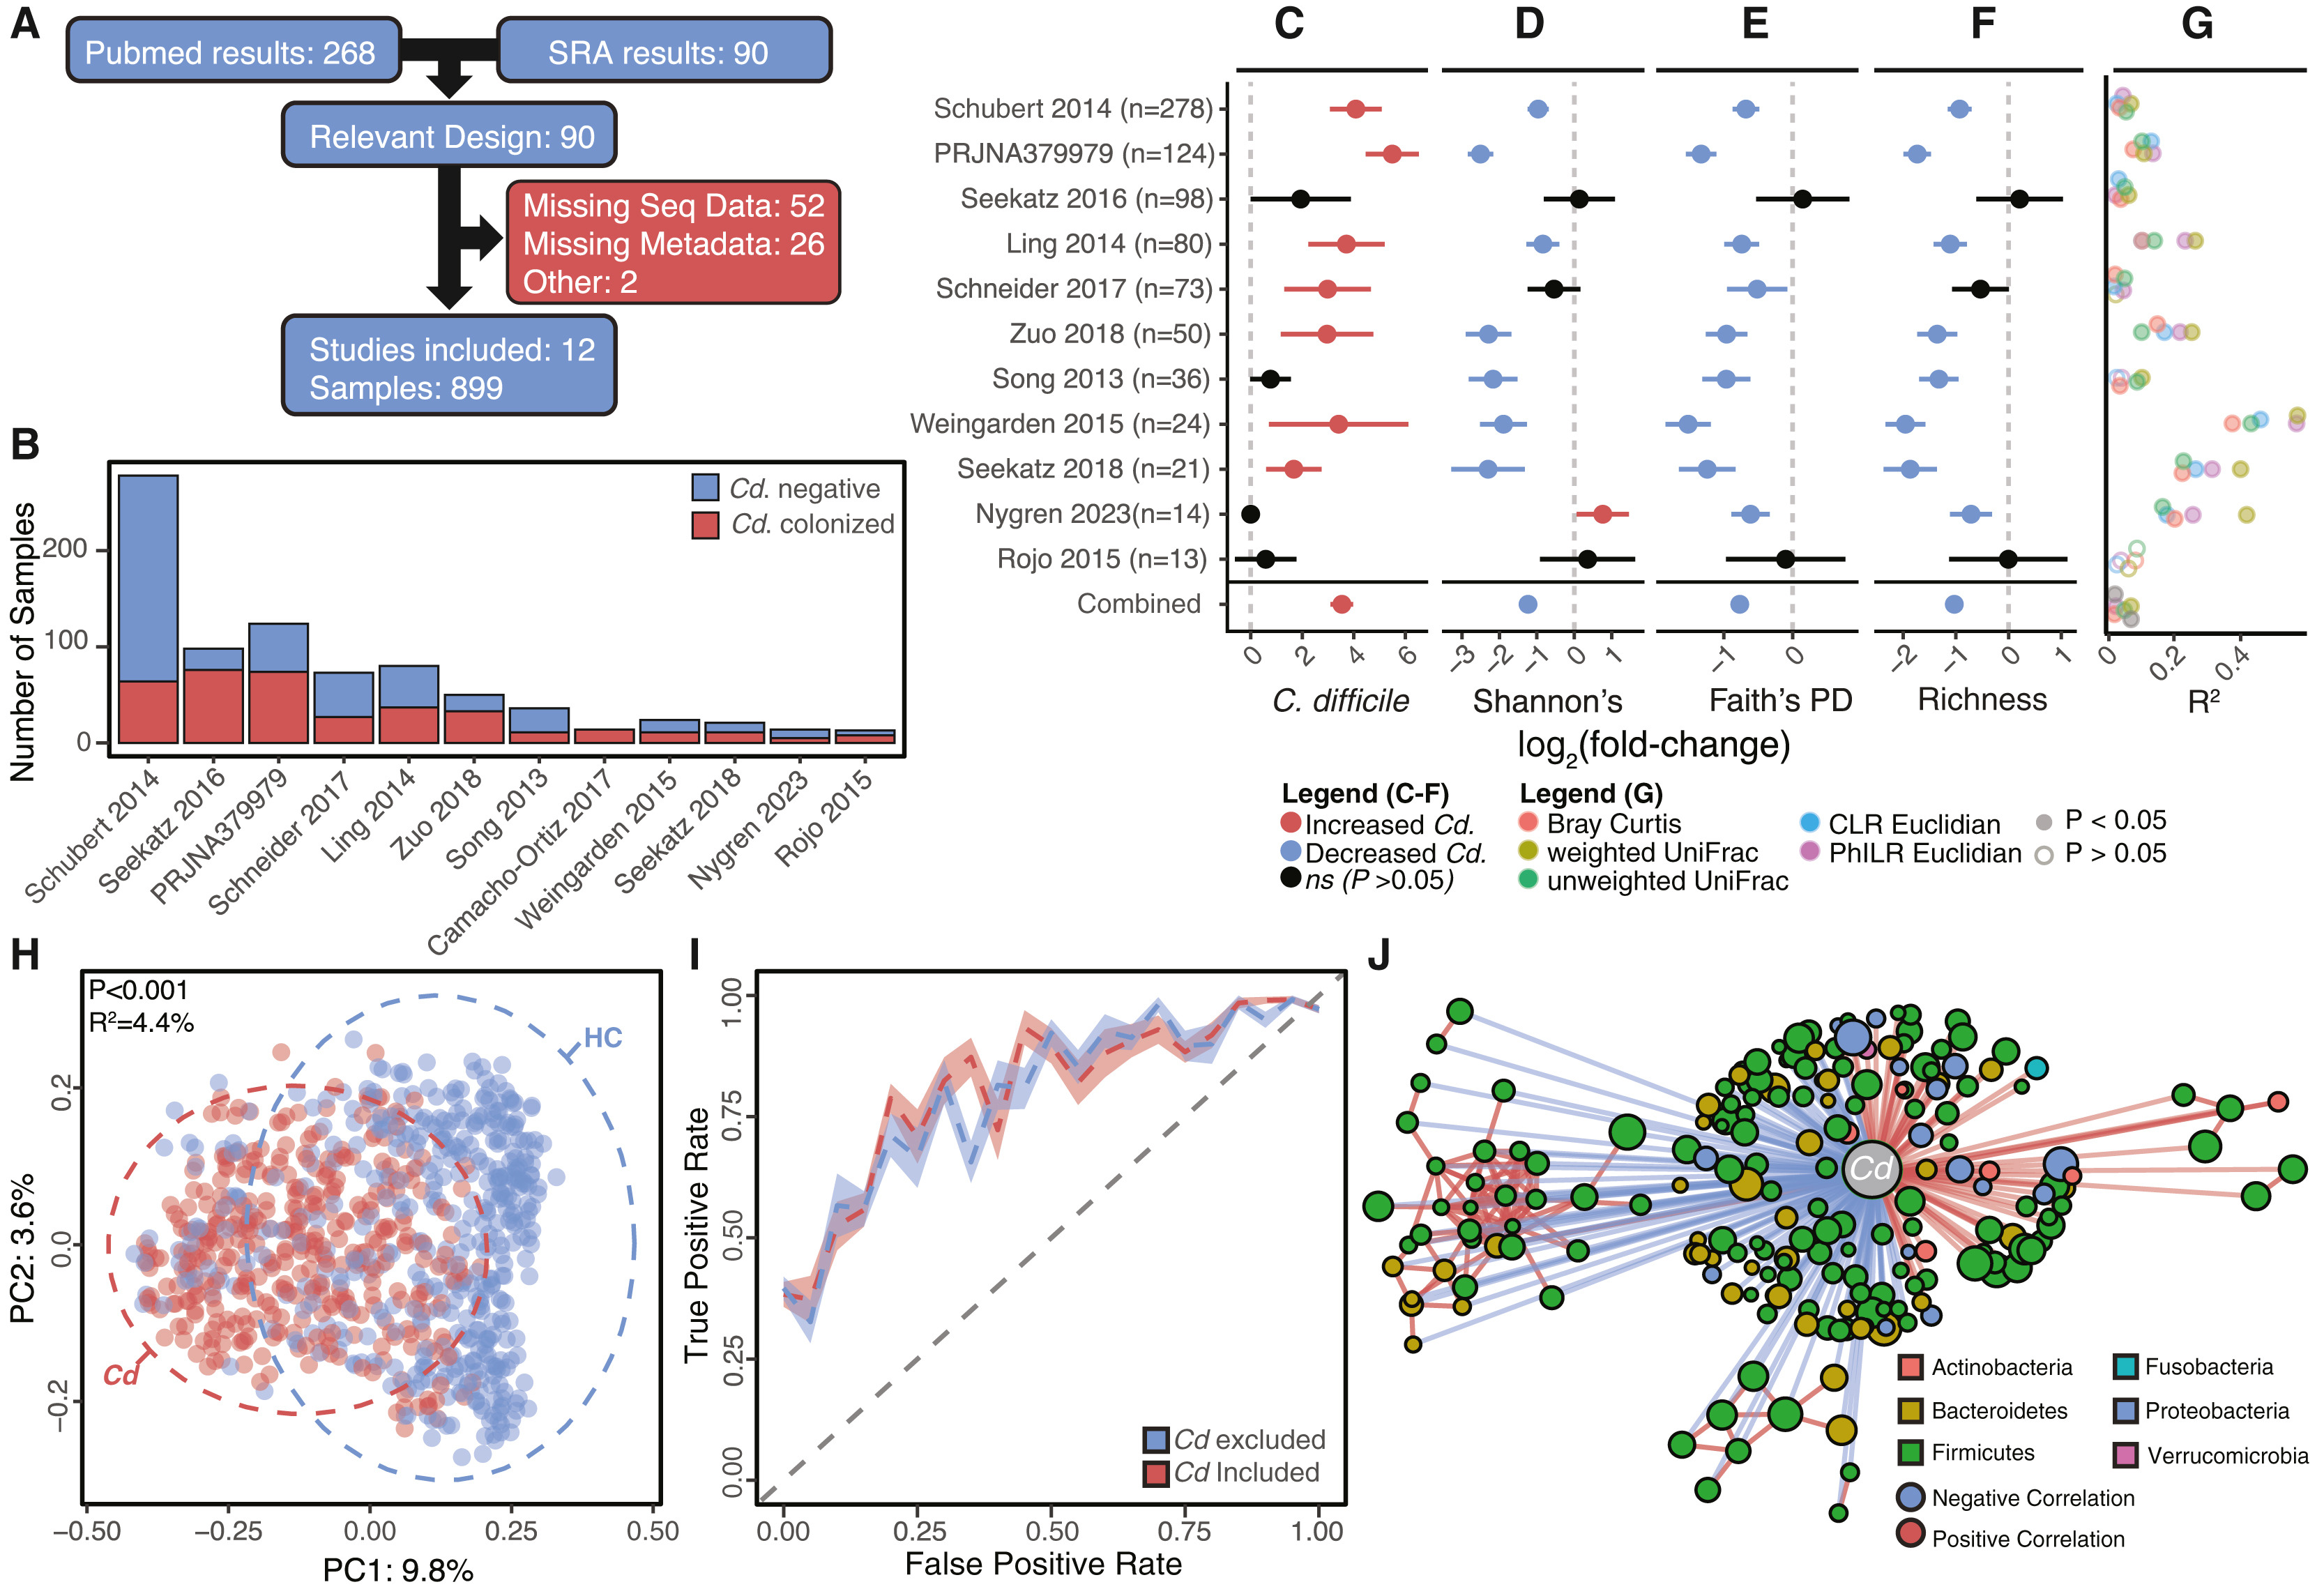 A
Pubmed results: 268
SRA results: 90
Relevant Design: 90
Missing Seq Data: 52
Missing Metadata: 26
Other: 2
Studies included: 12
Samples: 899
B
Number of Samples
200
100
0
Cd. negative
Cd. colonized
Schubert 2014
Seekatz 2016
PRJNA379979
Schneider 2017
Ling 2014
Zuo 2018
Song 2013
Camacho-Ortiz 2017
Weingarden 2015
Seekatz 2018
Nygren 2023
Rojo 2015
C D E F G
Schubert 2014 (n=278)
PRJNA379979 (n=124)
Seekatz 2016 (n=98)
Ling 2014 (n=80)
Schneider 2017 (n=73)
Zuo 2018 (n=50)
Song 2013 (n=36)
Weingarden 2015 (n=24)
Seekatz 2018 (n=21)
Nygren 2023(n=14)
Rojo 2015 (n=13)
Combined
0 2 4 6 −3 −2 −1 0 1 −1 0 −2 −1 0 1 0 0.2 0.4
C. difficile Shannon's Faith's PD Richness R²
log₂(fold-change)
Legend (C-F)
Increased Cd.
Decreased Cd.
ns (P >0.05)
Legend (G)
Bray Curtis
weighted UniFrac
unweighted UniFrac
CLR Euclidian
PhILR Euclidian
P < 0.05
P > 0.05
H
P<0.001
R²=4.4%
HC
Cd
PC2: 3.6%
0.2
0.0
−0.2
−0.50 −0.25 0.00 0.25 0.50
PC1: 9.8%
I
True Positive Rate
1.00
0.75
0.50
0.25
0.00
Cd excluded
Cd Included
0.00 0.25 0.50 0.75 1.00
False Positive Rate
J
Cd
Actinobacteria
Bacteroidetes
Firmicutes
Fusobacteria
Proteobacteria
Verrucomicrobia
Negative Correlation
Positive Correlation